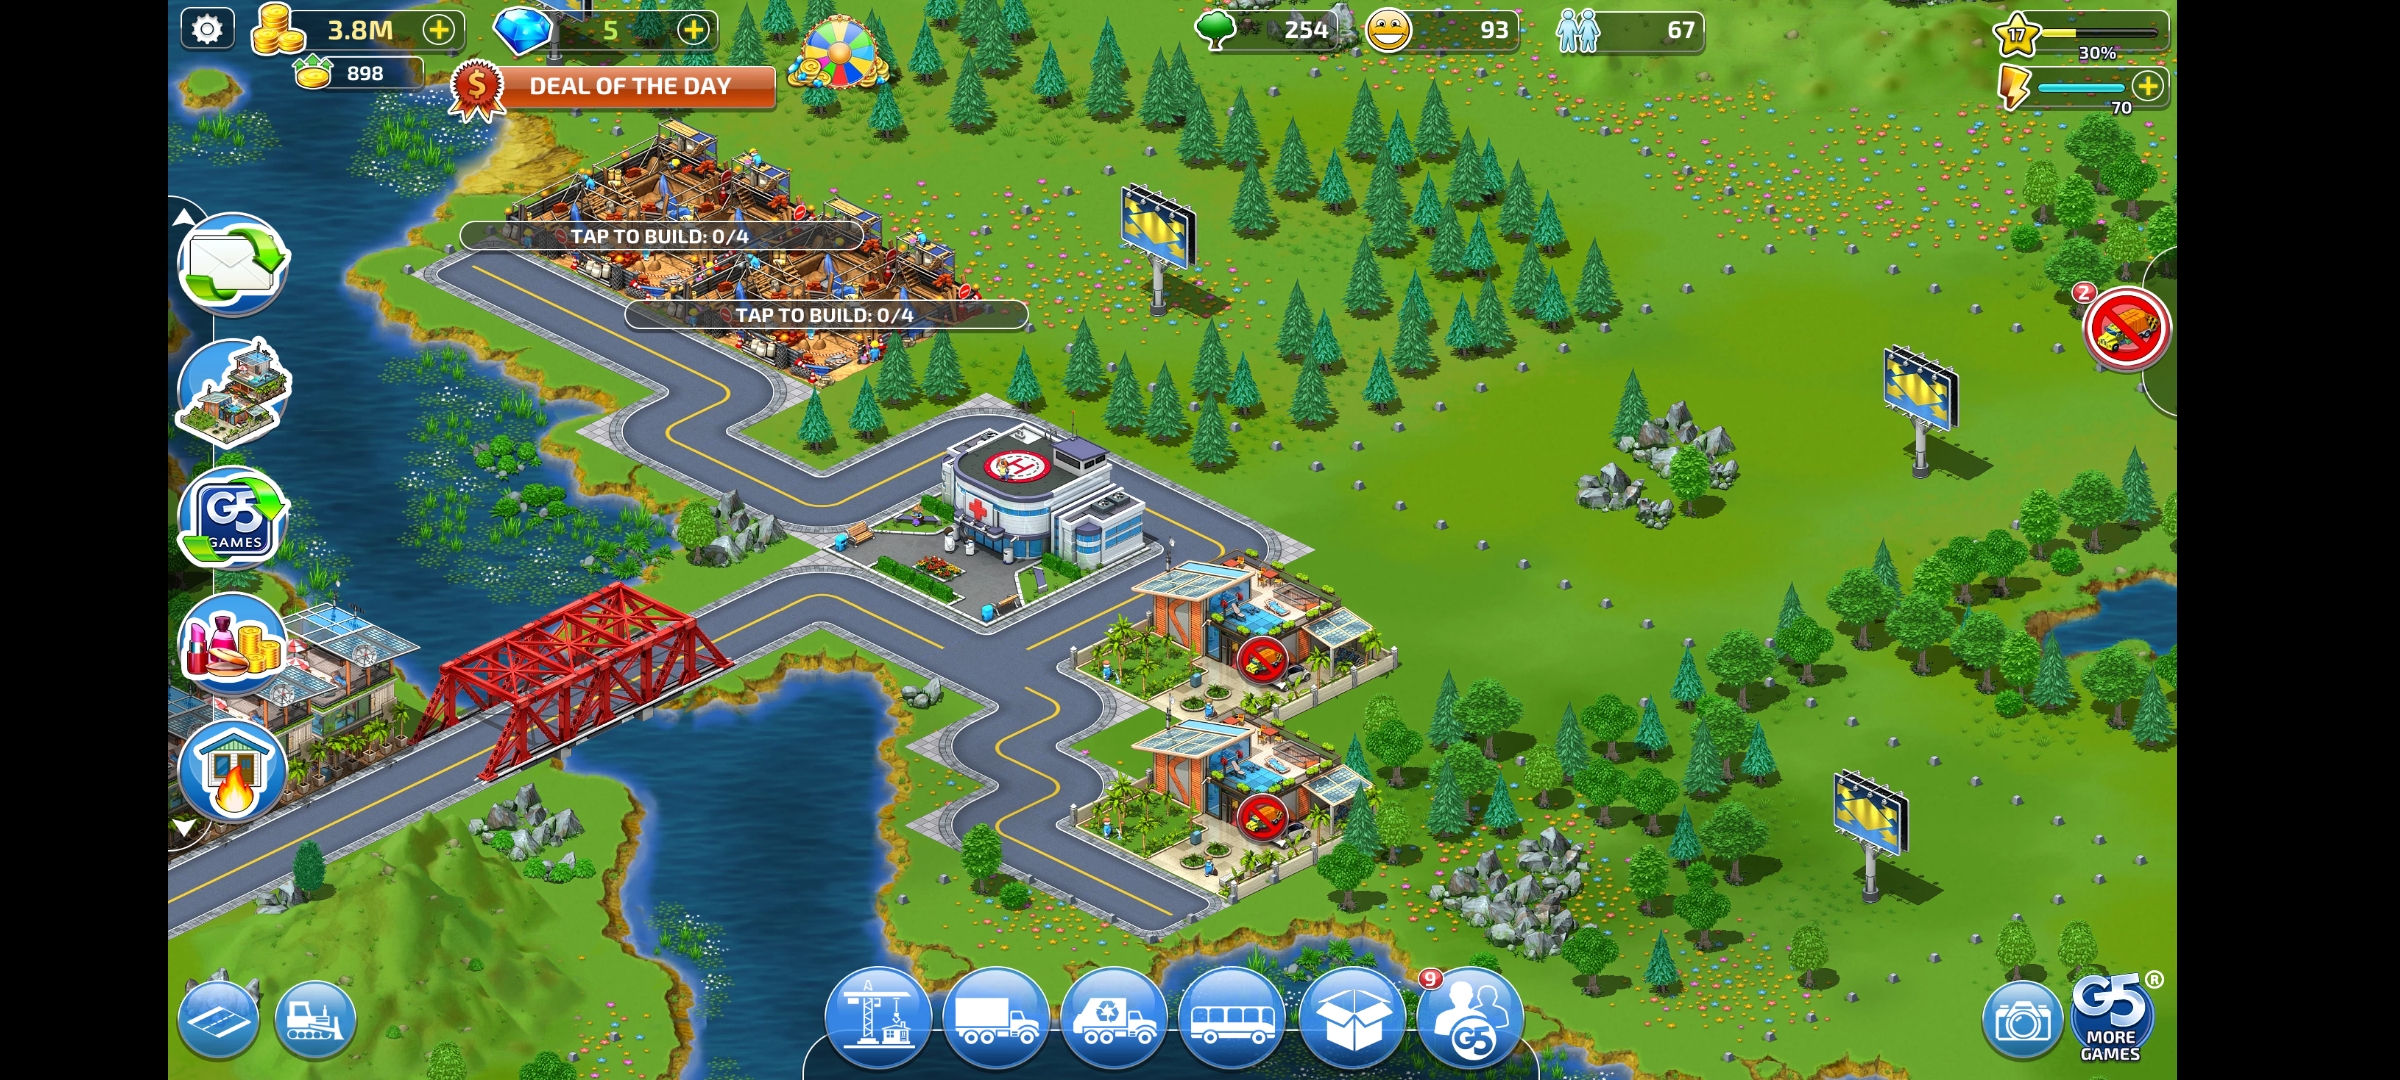 3.8M
5
254
93
67
17
30%
898
DEAL OF THE DAY
70
TAP TO BUILD: 0/4
TAP TO BUILD: 0/4
2
H
G5
GAMES
9
G5
G5®
MORE
GAMES